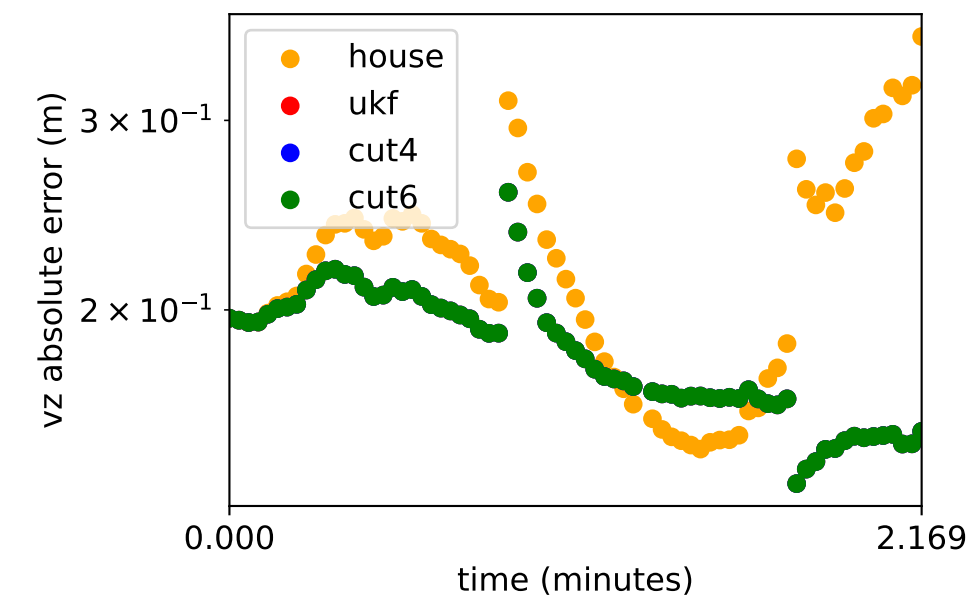 house
ukf
cut4
cut6
vz absolute error (m)
3 × 10⁻¹
2 × 10⁻¹
0.000
2.169
time (minutes)